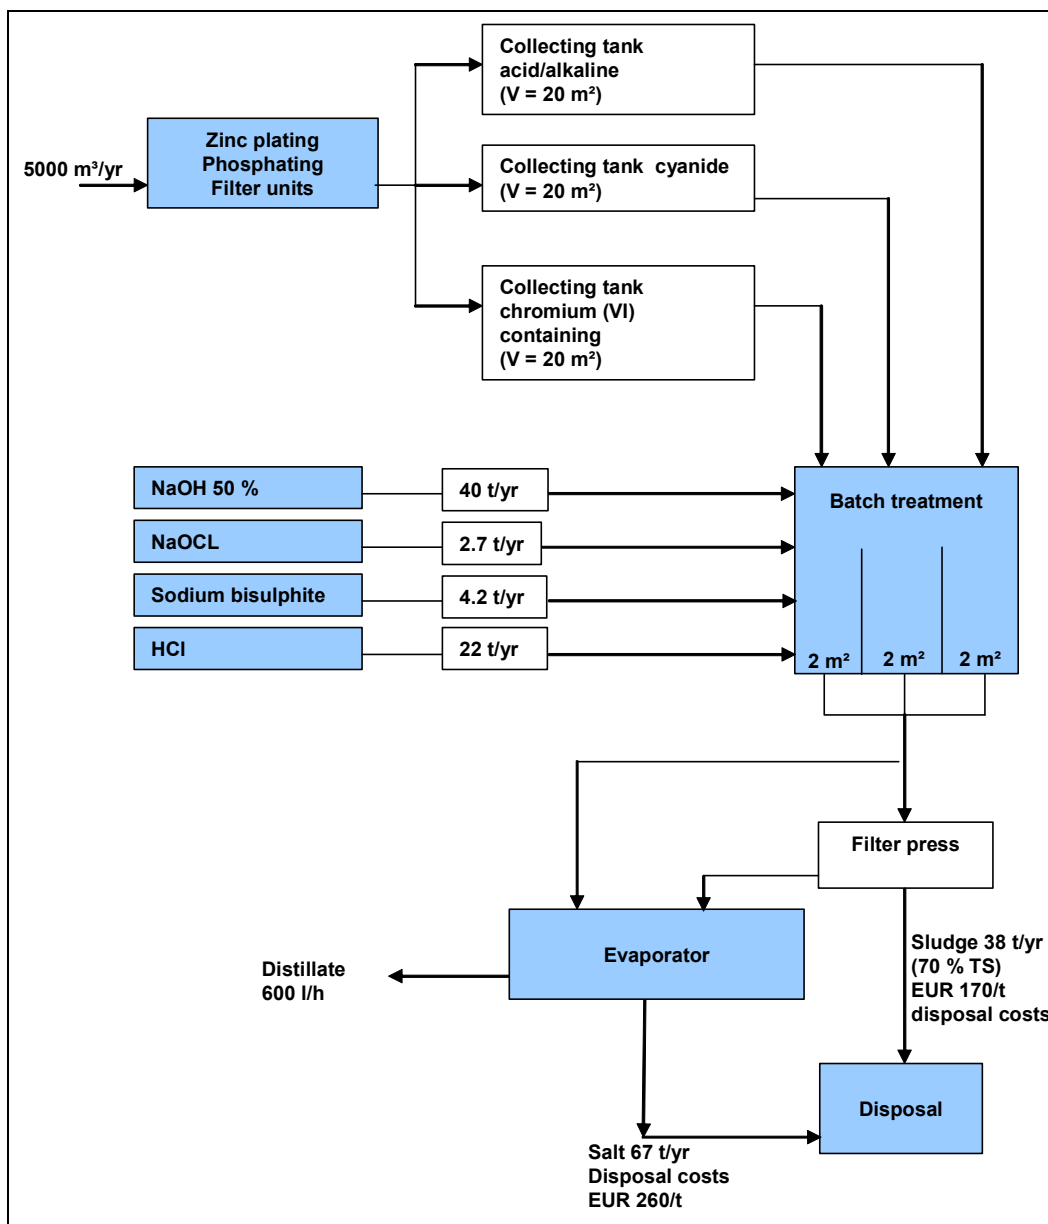 Collecting tank
acid/alkaline
(V = 20 m²)
Zinc plating
Phosphating
Filter units
5000 m³/yr
Collecting tank  cyanide
(V = 20 m²)
Collecting tank
chromium (VI)
containing
(V = 20 m²)
NaOH 50 %
40 t/yr
Batch treatment
NaOCL
2.7 t/yr
Sodium bisulphite
4.2 t/yr
HCl
22 t/yr
2 m²
2 m²
2 m²
Filter press
Evaporator
Sludge 38 t/yr
(70 % TS)
EUR 170/t
disposal costs
Distillate
600 l/h
Disposal
Salt 67 t/yr
Disposal costs
EUR 260/t